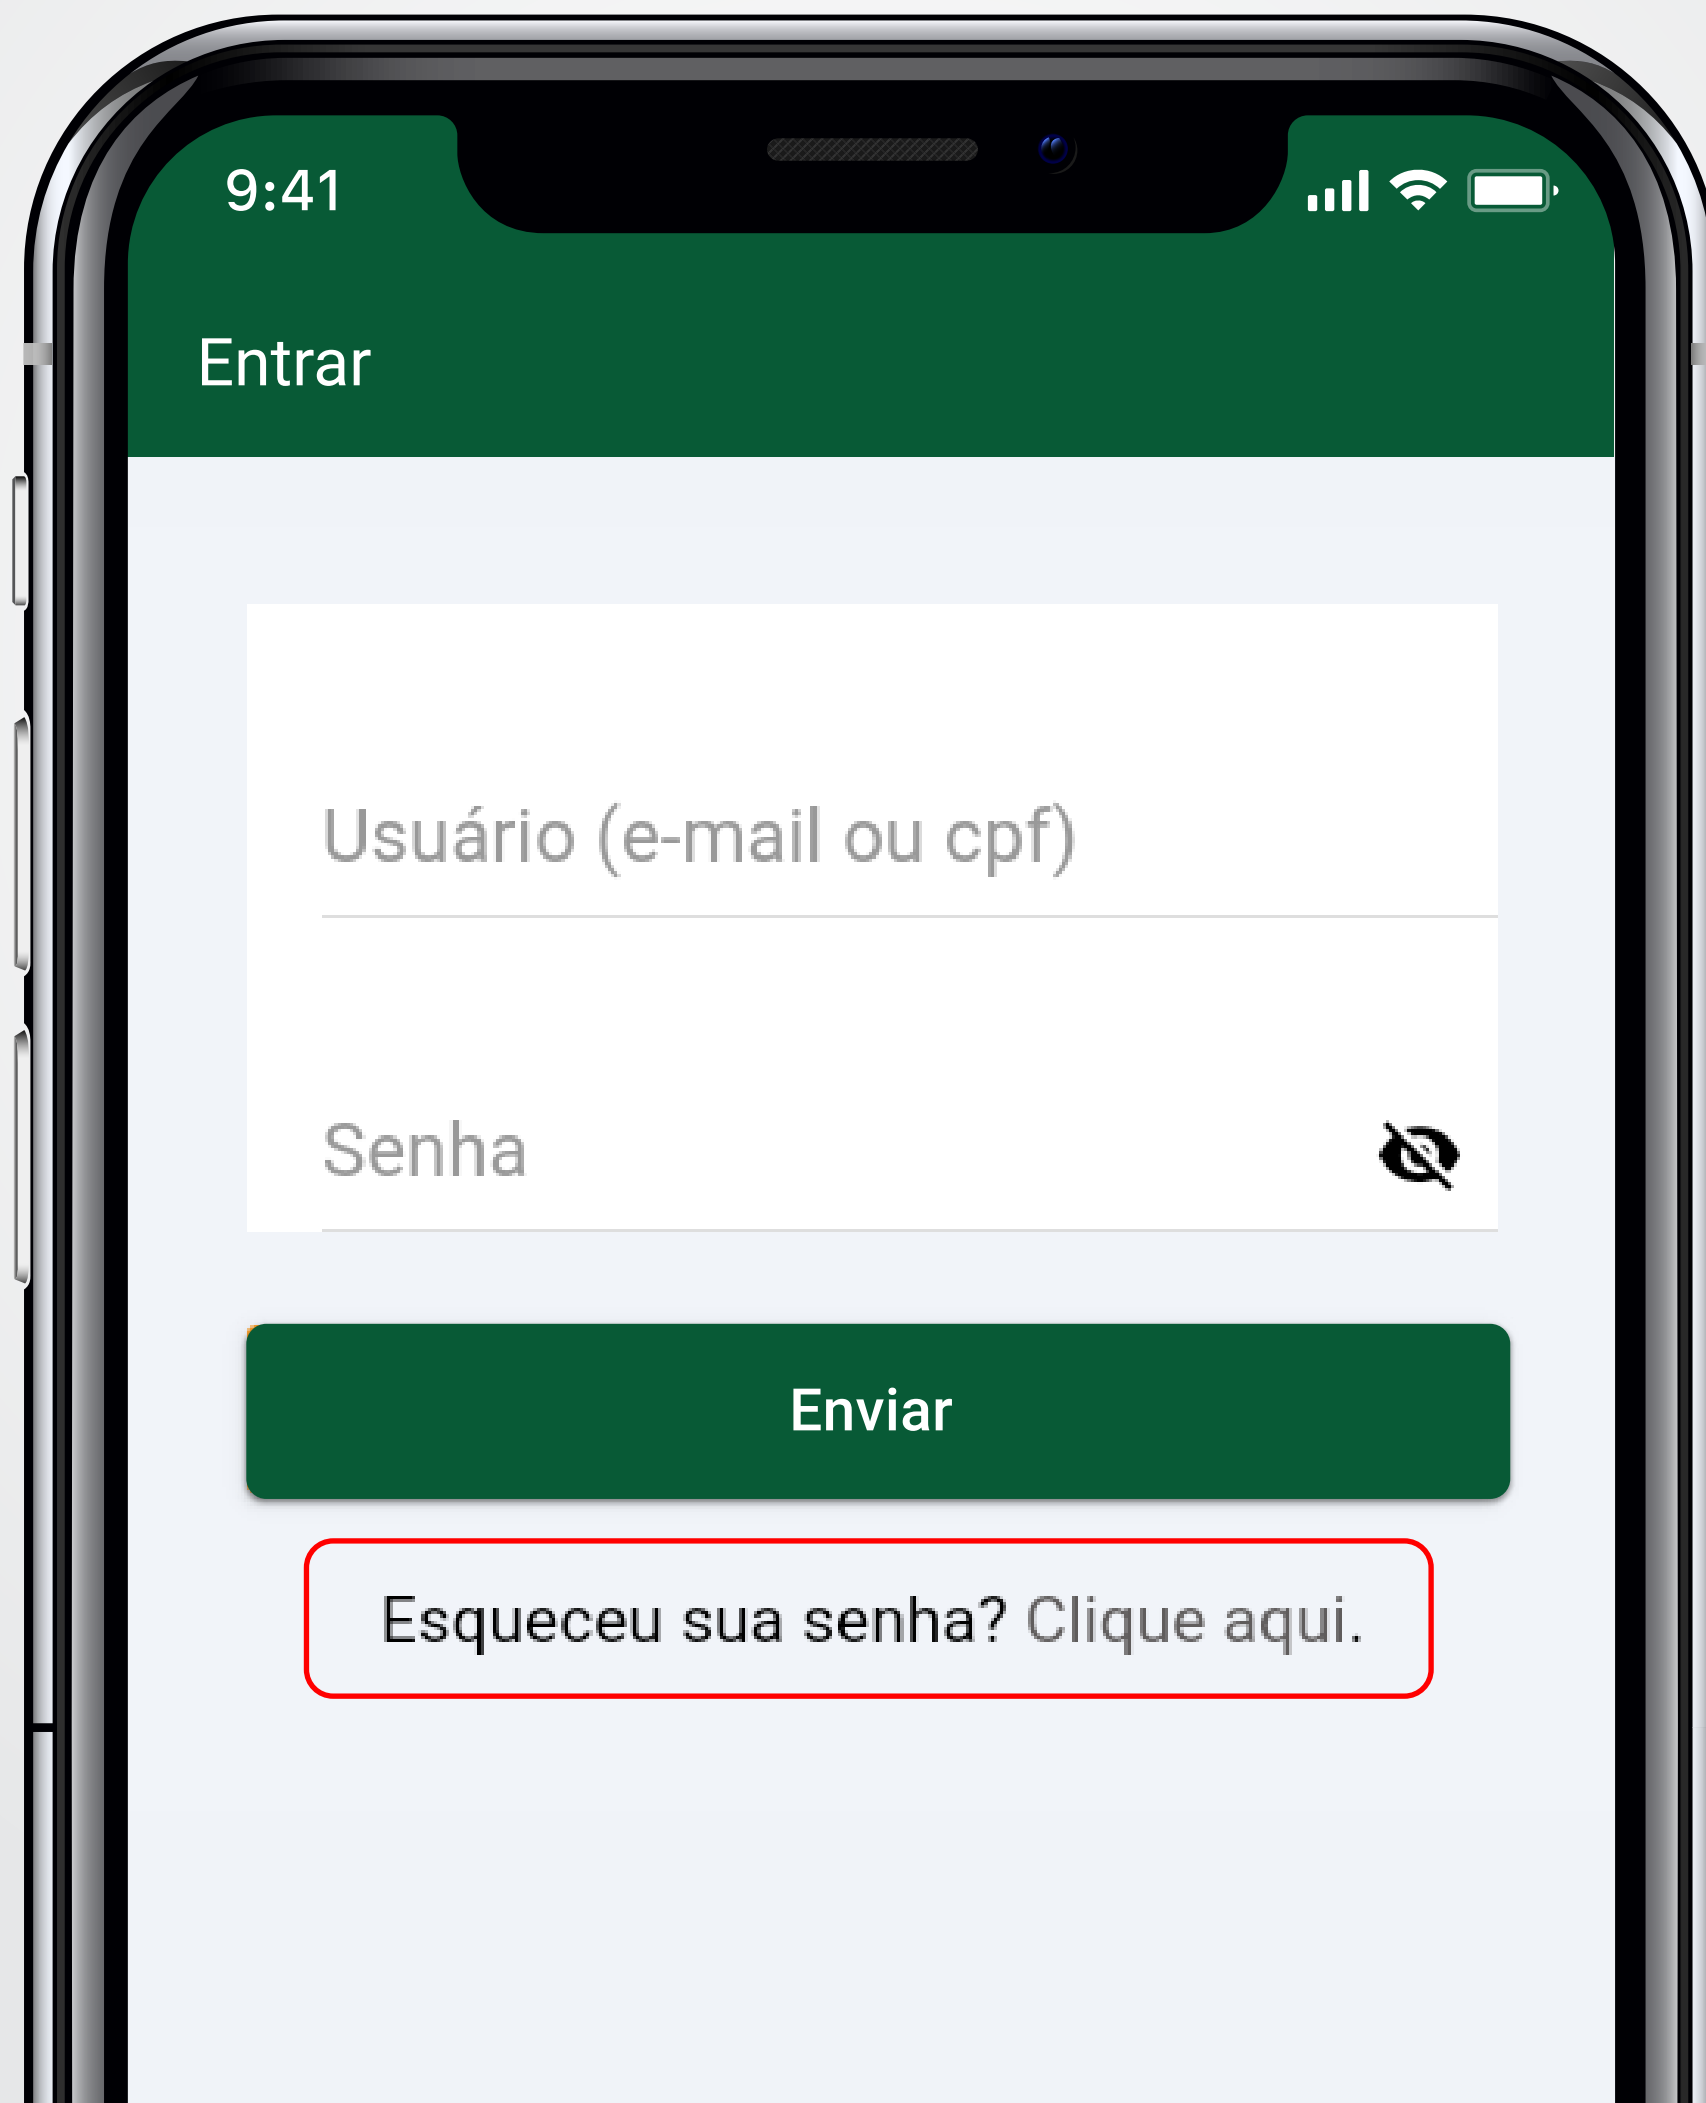 9:41
Entrar
Usuário (e-mail ou cpf)
Senha
Enviar
Esqueceu sua senha? Clique aqui.